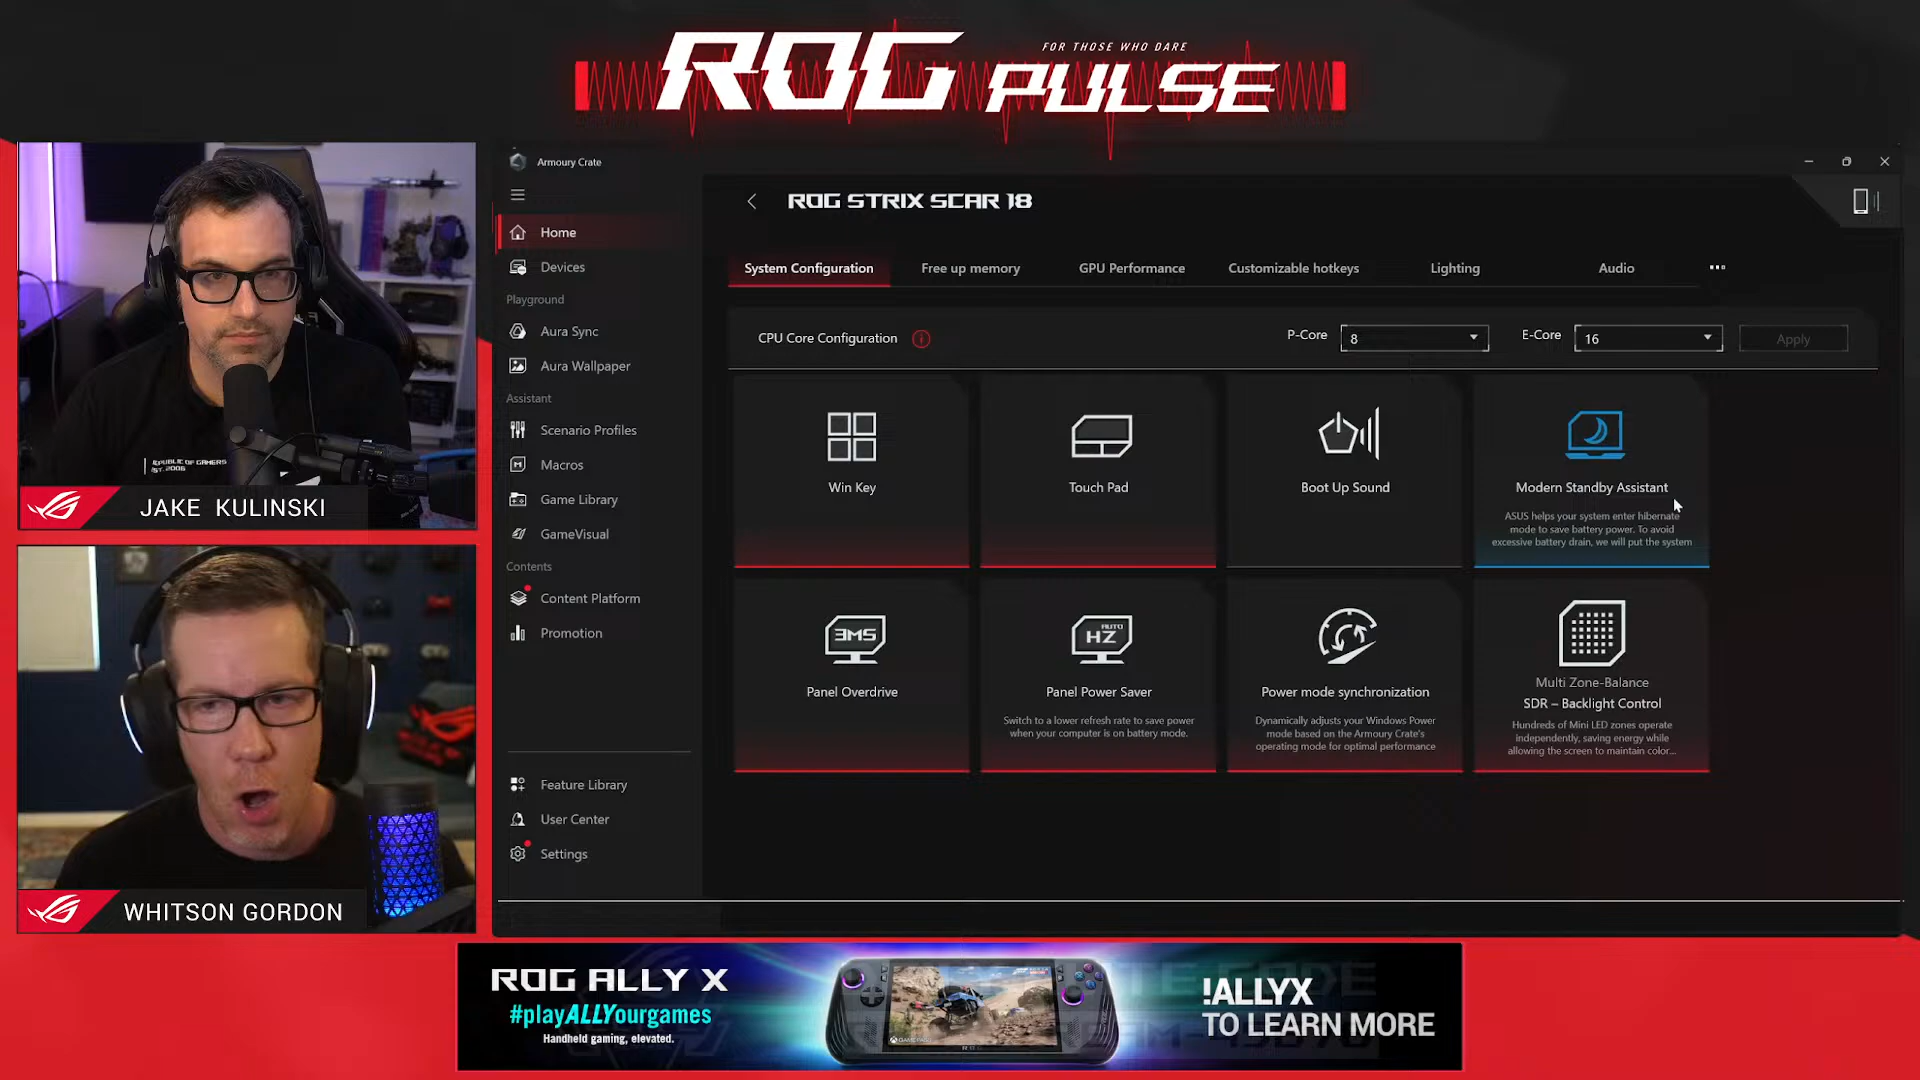 ROG
FOR THOSE WHO DARE
PULSE
REPUBLIC OF GAMERS
EST. 2006
JAKE KULINSKI
WHITSON GORDON
Armoury Crate
Home
Devices
Playground
Aura Sync
Aura Wallpaper
Assistant
Scenario Profiles
Macros
Game Library
GameVisual
Contents
Content Platform
Promotion
Feature Library
User Center
Settings
ROG STRIX SCAR 18
System Configuration
Free up memory
GPU Performance
Customizable hotkeys
Lighting
Audio
...
CPU Core Configuration
P-Core
8
E-Core
16
Apply
Win Key
Touch Pad
Boot Up Sound
Modern Standby Assistant
ASUS helps your system enter hibernate
mode to save battery power. To avoid
excessive battery drain, we will put the system
3MS
Panel Overdrive
AUTO
HZ
Panel Power Saver
Switch to a lower refresh rate to save power
when your computer is on battery mode.
Power mode synchronization
Dynamically adjusts your Windows Power
mode based on the Armoury Crate's
operating mode for optimal performance
Multi Zone-Balance
SDR – Backlight Control
Hundreds of Mini LED zones operate
independently, saving energy while
allowing the screen to maintain color...
ROG ALLY X
#playALLYourgames
Handheld gaming, elevated.
!ALLYX
TO LEARN MORE